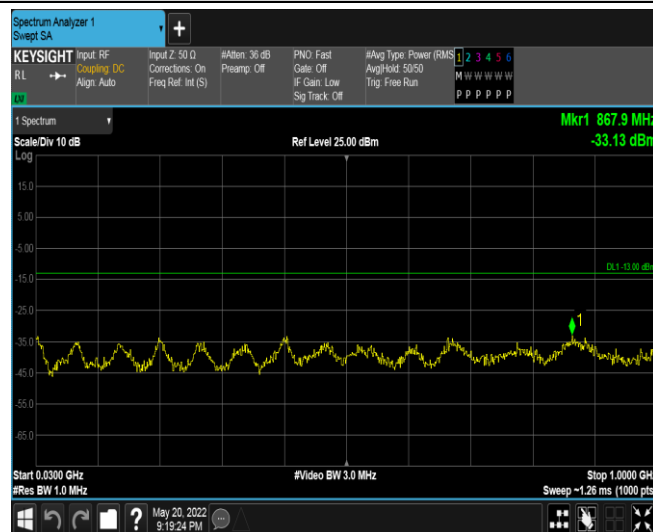 Spectrum Analyzer 1
Swept SA
KEYSIGHT
RL
Input: RF
Coupling: DC
Align: Auto
Input Z: 50 Ω
Corrections: On
Freq Ref: Int (S)
#Atten: 36 dB
Preamp: Off
PNO: Fast
Gate: Off
IF Gain: Low
Sig Track: Off
#Avg Type: Power (RMS
Avg|Hold: 50/50
Trig: Free Run
1 2 3 4 5 6
M W W W W W
P P P P P P
1 Spectrum
Mkr1 867.9 MHz
Scale/Div 10 dB
Ref Level 25.00 dBm
-33.13 dBm
Log
15.0
5.00
-5.00
DL1 -13.00 dBm
-15.0
-25.0
1
-35.0
-45.0
-55.0
-65.0
Start 0.0300 GHz
#Video BW 3.0 MHz
Stop 1.0000 GHz
#Res BW 1.0 MHz
Sweep ~1.26 ms (1000 pts)
May 20, 2022
9:19:24 PM